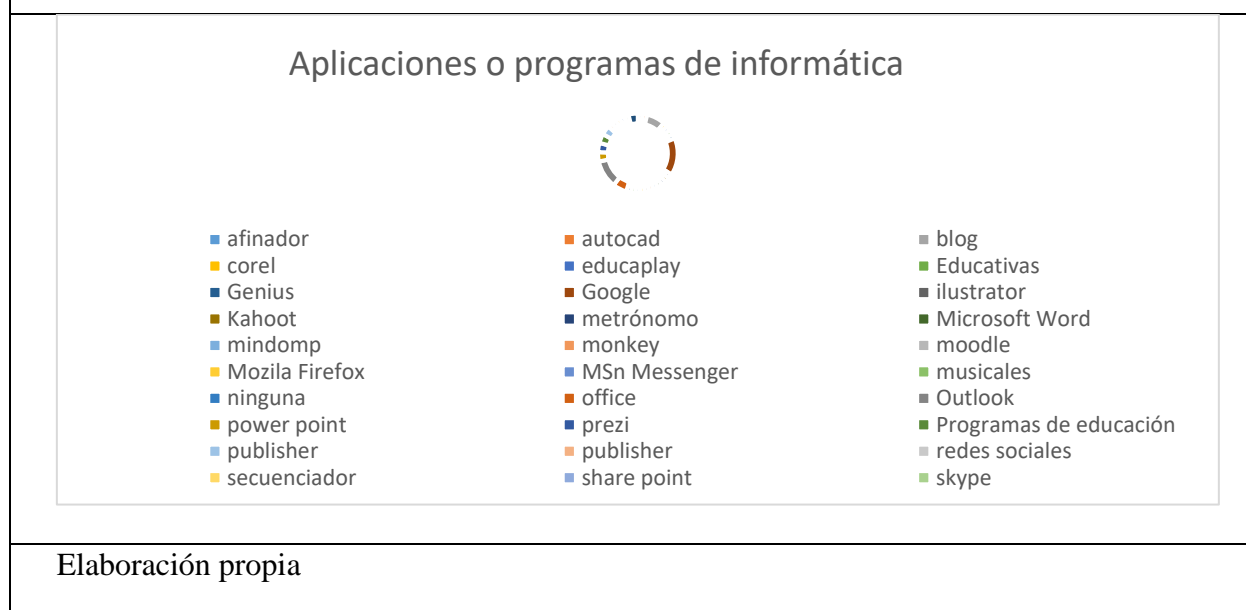 Aplicaciones o programas de informática
afinador autocad blog
corel educaplay Educativas
Genius Google ilustrator
Kahoot metrónomo Microsoft Word
mindomp monkey moodle
Mozila Firefox MSn Messenger musicales
ninguna office Outlook
power point prezi Programas de educación
publisher publisher redes sociales
secuenciador share point skype
Elaboración propia